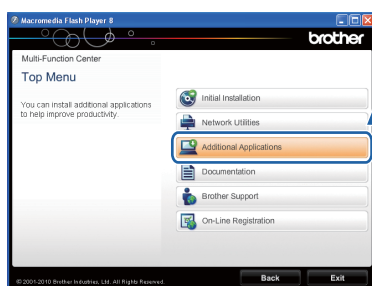 Macromedia Flash Player 8
brother
Multi-Function Center
Top Menu
You can install additional applications
to help improve productivity.
Initial Installation
Network Utilities
Additional Applications
Documentation
Brother Support
On-Line Registration
© 2001-2010 Brother Industries, Ltd. All Rights Reserved.
Back
Exit